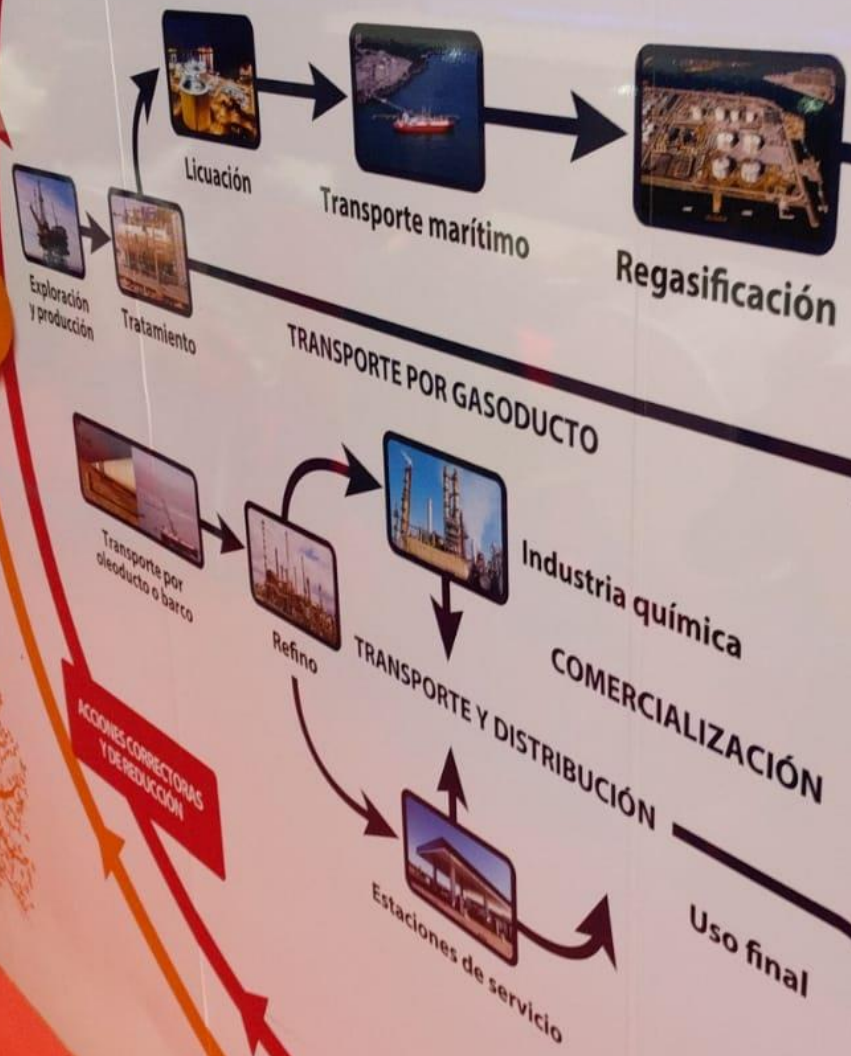 Licuación
Transporte marítimo
Regasificación
Exploración
y producción
Tratamiento
TRANSPORTE POR GASODUCTO
Transporte por
oleoducto o barco
Refino
Industria química
TRANSPORTE Y DISTRIBUCIÓN
COMERCIALIZACIÓN
ACCIONES CORRECTORAS
Y DE REDUCCIÓN
Estaciones de servicio
Uso final